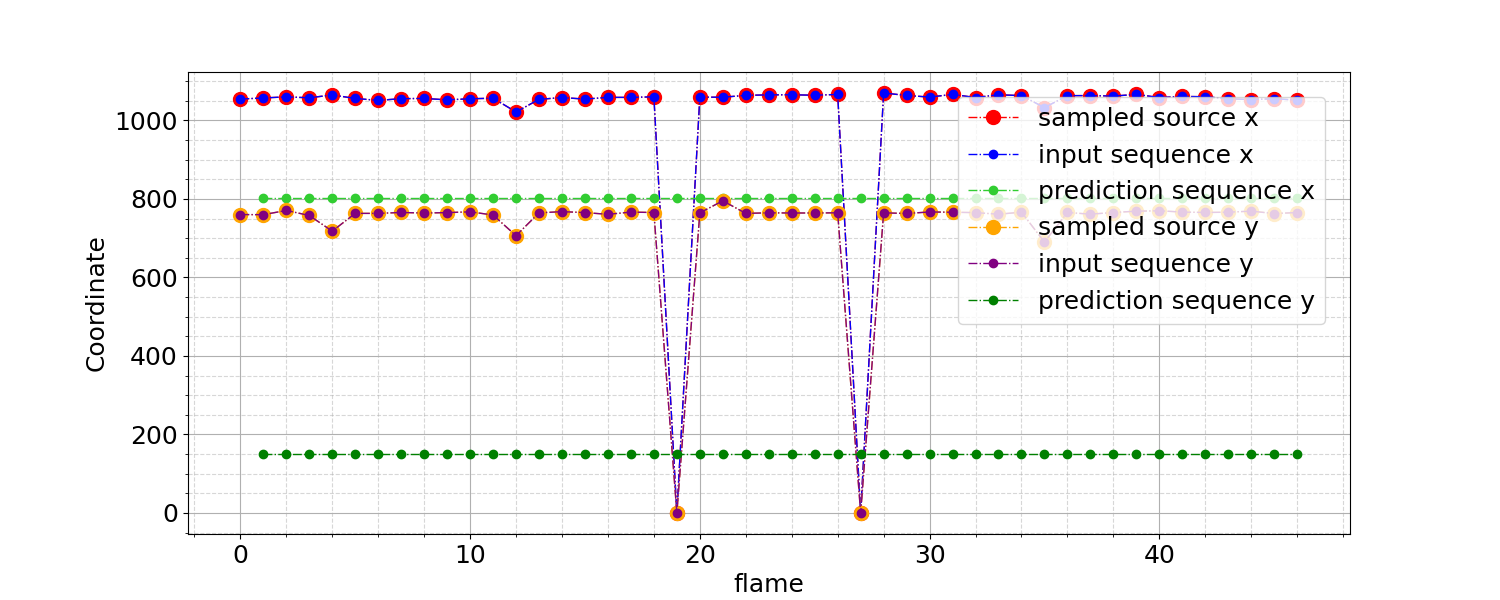 1000
800
600
400
200
0
Coordinate
0 10 20 30 40
flame
sampled source x
input sequence x
prediction sequence x
sampled source y
input sequence y
prediction sequence y